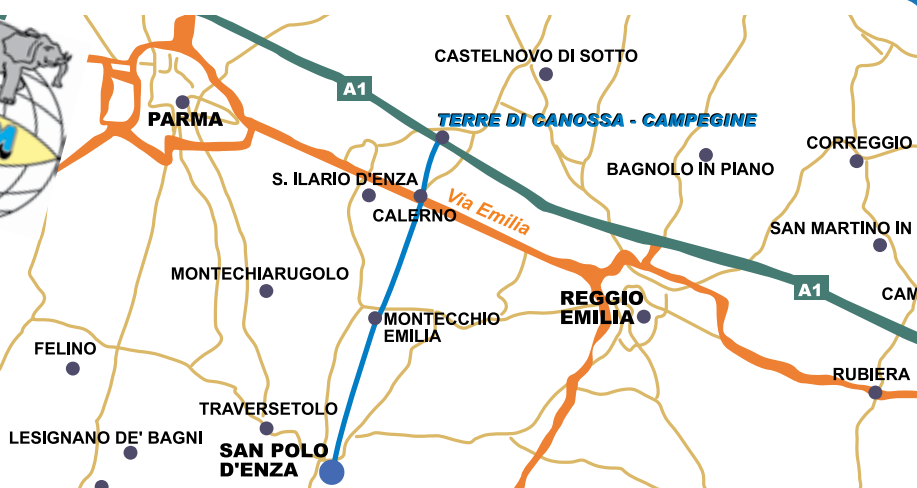 CASTELNOVO DI SOTTO
A1
PARMA
TERRE DI CANOSSA - CAMPEGINE
CORREGGIO
BAGNOLO IN PIANO
S. ILARIO D'ENZA
Via Emilia
CALERNO
SAN MARTINO IN
MONTECHIARUGOLO
A1
CAM
REGGIO
EMILIA
MONTECCHIO
EMILIA
FELINO
RUBIERA
TRAVERSETOLO
LESIGNANO DE' BAGNI
SAN POLO
D'ENZA